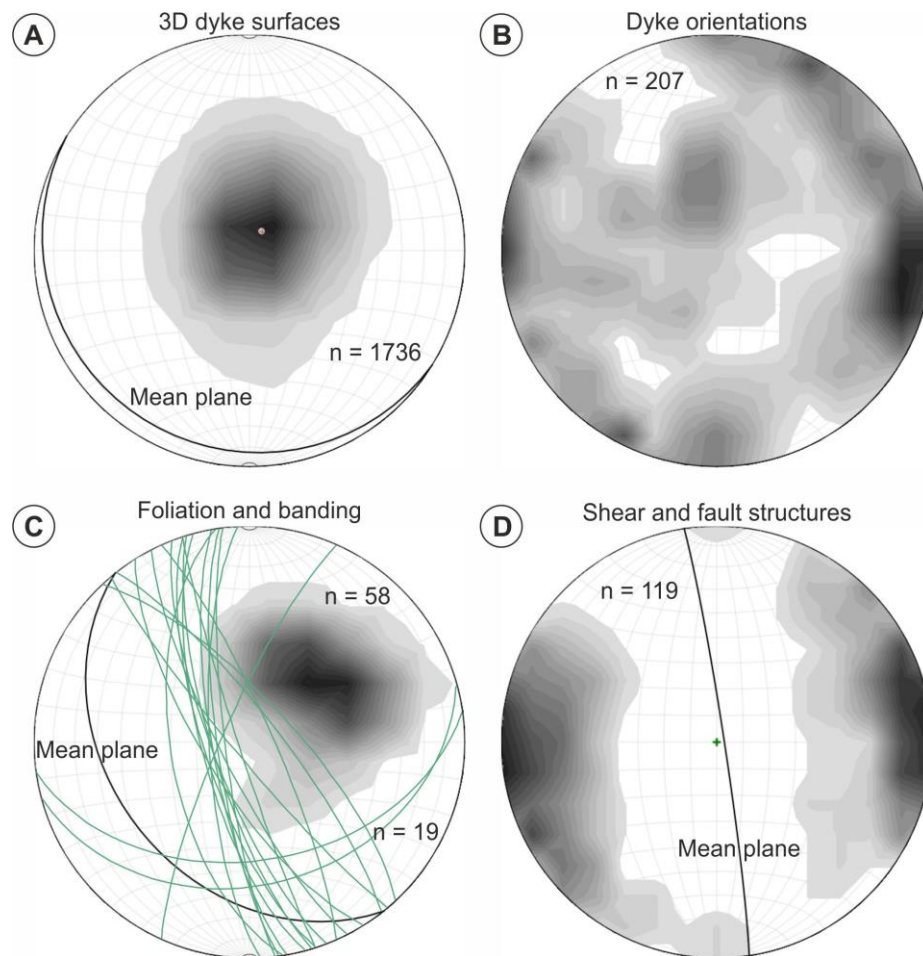 A
3D dyke surfaces
n = 1736
Mean plane
B
Dyke orientations
n = 207
C
Foliation and banding
n = 58
Mean plane
n = 19
D
Shear and fault structures
n = 119
Mean plane